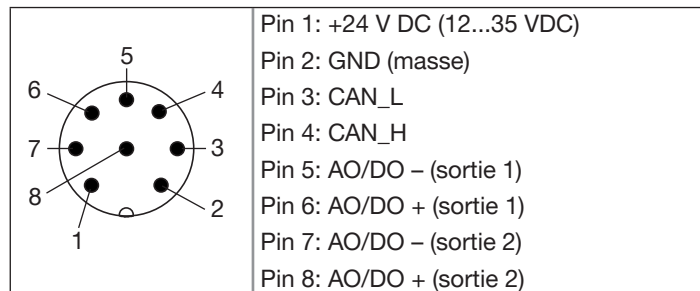 5
6
4
7
3
8
2
1
Pin 1: +24 V DC (12...35 VDC)
Pin 2: GND (masse)
Pin 3: CAN_L
Pin 4: CAN_H
Pin 5: AO/DO – (sortie 1)
Pin 6: AO/DO + (sortie 1)
Pin 7: AO/DO – (sortie 2)
Pin 8: AO/DO + (sortie 2)